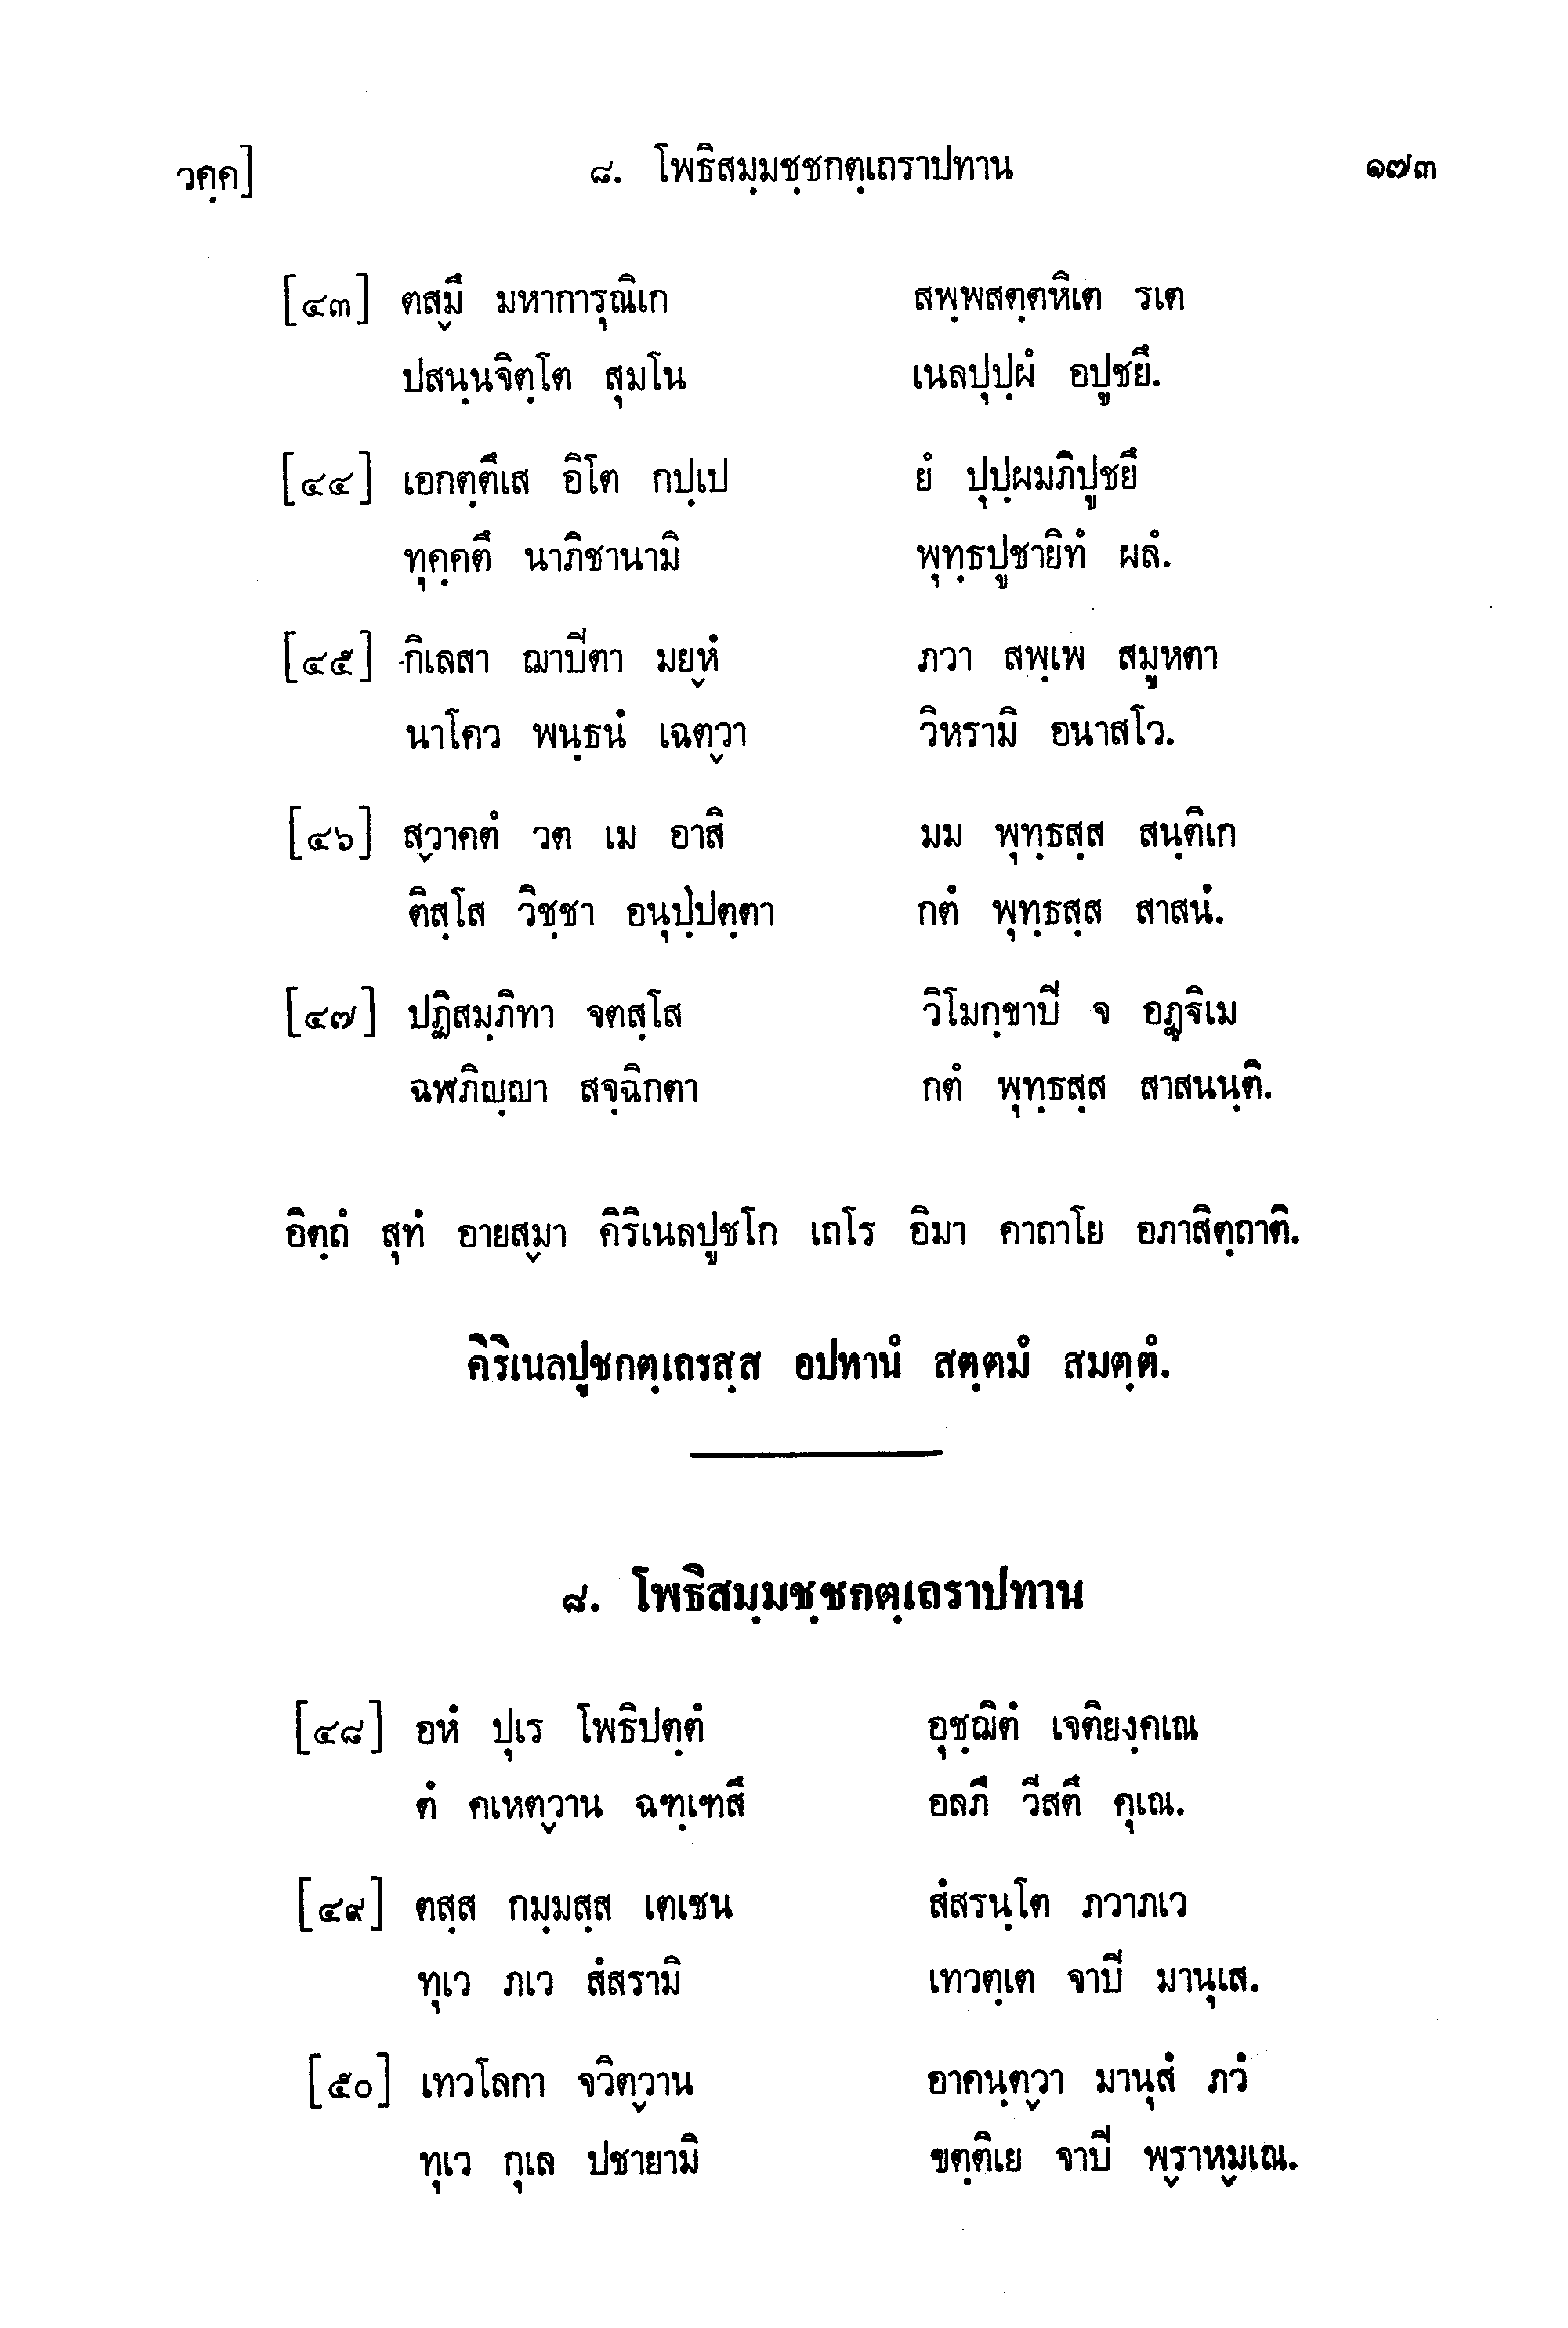 วคฺค] ๘. โพธิสมฺมชฺชกตฺเถราปทาน ๑๗๓
[๔๓] ตสฺมึ มหาการุณิเก สพฺพสตฺตหิเต รเต
ปสนฺนจิตฺโต สุมโน เนลปุปฺผํ อปูชยึ.
[๔๔] เอกตฺตึเส อิโต กปฺเป ยํ ปุปฺผมภิปูชยึ
ทุคฺคตึ นาภิชานามิ พุทฺธปูชายิทํ ผลํ.
[๔๕] กิเลสา ฌาปีตา มยฺหํ ภวา สพฺเพ สมูหตา
นาโคว พนฺธนํ เฉตฺวา วิหรามิ อนาสโว.
[๔๖] สฺวาคตํ วต เม อาสิ มม พุทฺธสฺส สนฺติเก
ติสฺโส วิชฺชา อนุปฺปตฺตา กตํ พุทฺธสฺส สาสนํ.
[๔๗] ปฏิสมฺภิทา จตสฺโส วิโมกฺขาปี จ อฏฺฐิเม
ฉฬภิญฺญา สจฺฉิกตา กตํ พุทฺธสฺส สาสนนฺติ.
อิตฺถํ สุทํ อายสฺมา คิริเนลปูชโก เถโร อิมา คาถาโย อภาสิตฺถาติ.
คิริเนลปูชกตฺเถรสฺส อปทานํ สตฺตมํ สมตฺตํ.
๘. โพธิสมฺมชฺชกตฺเถราปทาน
[๔๘] อหํ ปุเร โพธิปตฺตํ อุชฺฌิตํ เจติยงฺคเณ
ตํ คเหตฺวาน ฉฑฺเฑสึ อลภึ วีสตึ คุเณ.
[๔๙] ตสฺส กมฺมสฺส เตเชน สํสรนฺโต ภวาภเว
ทุเว ภเว สํสรามิ เทวตฺเต จาปี มานุเส.
[๕๐] เทวโลกา จวิตฺวาน อาคนฺตฺวา มานุสํ ภวํ
ทุเว กุเล ปชายามิ ขตฺติเย จาปี พฺราหฺมเณ.